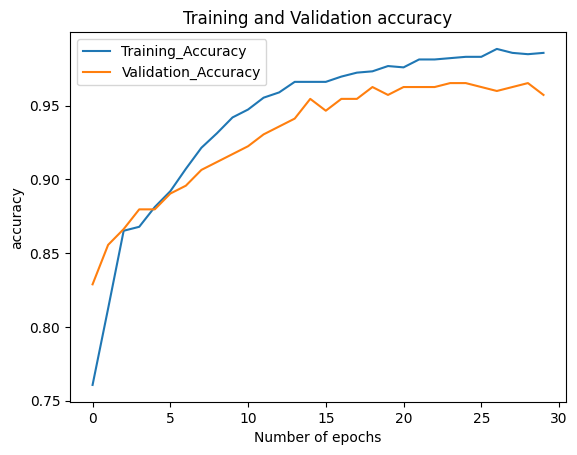 Training and Validation accuracy
Training_Accuracy
Validation_Accuracy
accuracy
0.95
0.90
0.85
0.80
0.75
0 5 10 15 20 25 30
Number of epochs